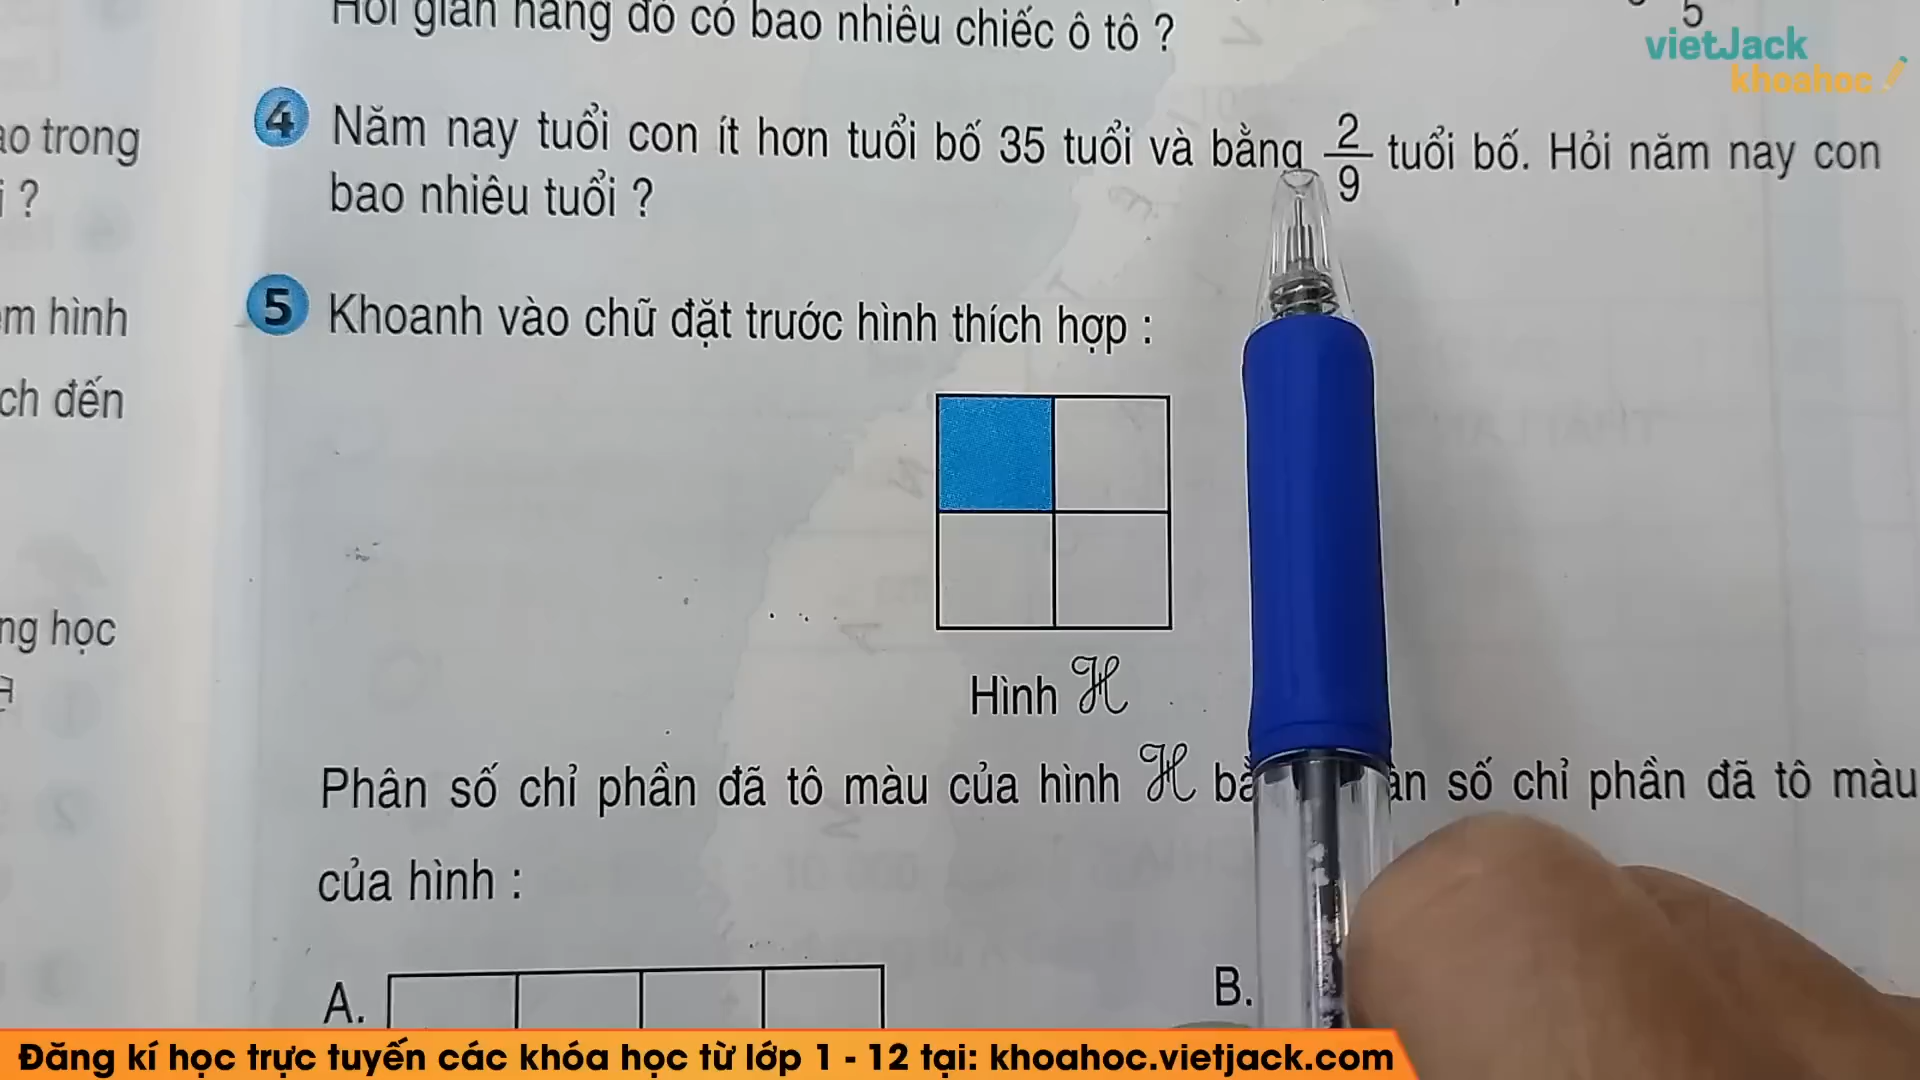 Hỏi gian hàng đó có bao nhiêu chiếc ô tô ?
5
vietJack
khoahoc
ao trong
i ?
4 Năm nay tuổi con ít hơn tuổi bố 35 tuổi và bằng 2/9 tuổi bố. Hỏi năm nay con
bao nhiêu tuổi ?
m hình
ch đến
5 Khoanh vào chữ đặt trước hình thích hợp :
ng học
Hình H
Phân số chỉ phần đã tô màu của hình H số chỉ phần đã tô màu
của hình :
A.
B.
Đăng kí học trực tuyến các khóa học từ lớp 1 - 12 tại: khoahoc.vietjack.com